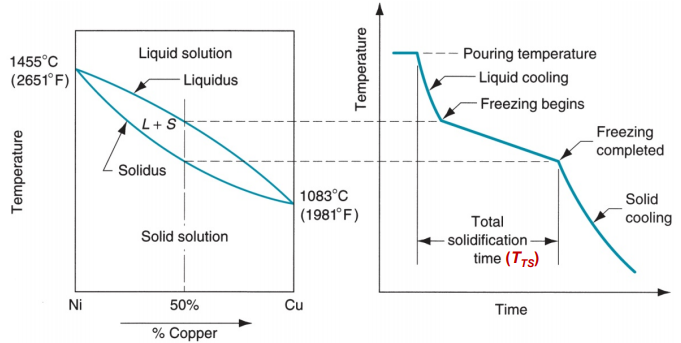 Liquid solution
1455°C
(2651°F)
Liquidus
L + S
Solidus
1083°C
(1981°F)
Solid solution
Temperature
Ni
50%
Cu
% Copper
Temperature
Pouring temperature
Liquid cooling
Freezing begins
Freezing
completed
Solid
cooling
Total
solidification
time (TTS)
Time